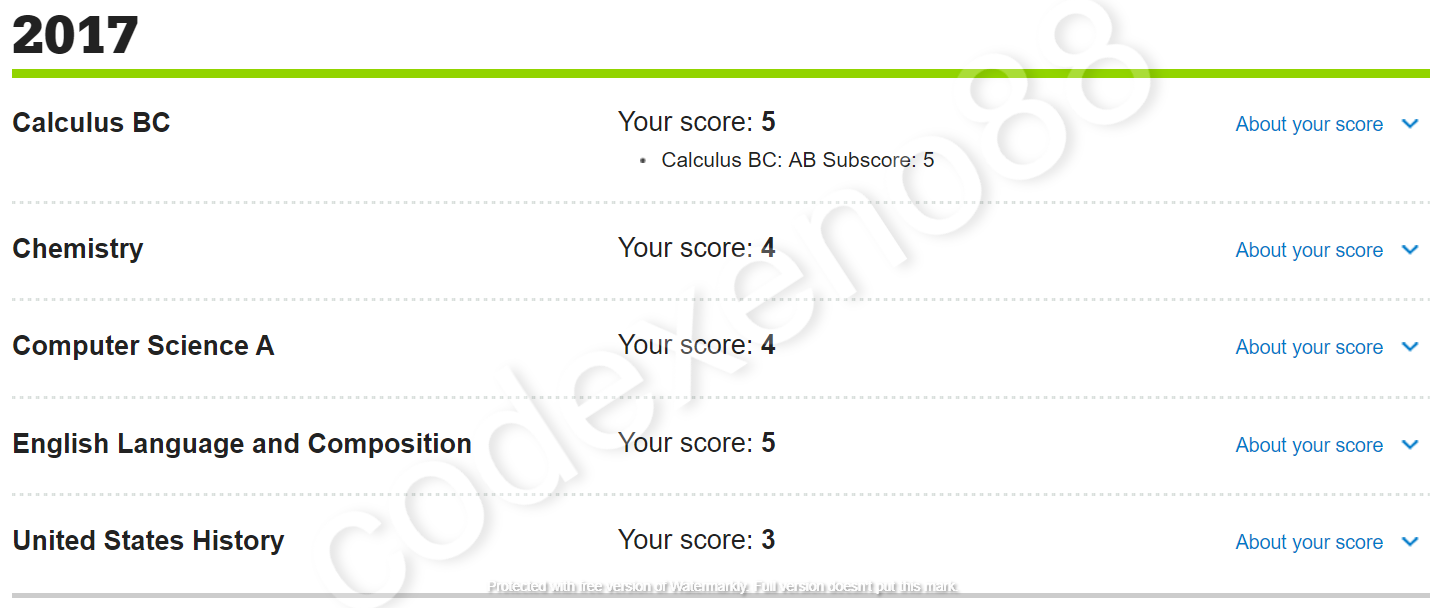 2017
Calculus BC Your score: 5 About your score
• Calculus BC: AB Subscore: 5
Chemistry Your score: 4 About your score
Computer Science A Your score: 4 About your score
English Language and Composition Your score: 5 About your score
United States History Your score: 3 About your score
codexeno88
Protected with free version of Watermarkly. Full version doesn't put this mark.